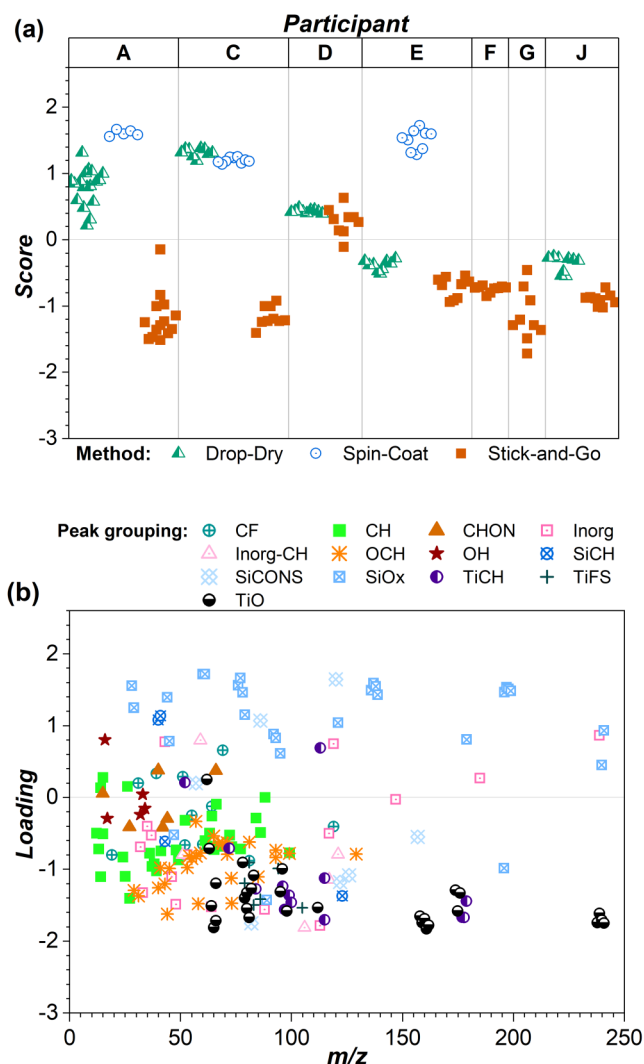 (a)
Participant
A C D E F G J
2
1
0
-1
-2
-3
Score
Method: Drop-Dry Spin-Coat Stick-and-Go
Peak grouping: CF CH CHON Inorg
Inorg-CH OCH OH SiCH
SiCONS SiOx TiCH TiFS
TiO
(b)
2
1
0
-1
-2
-3
Loading
0 50 100 150 200 250
m/z